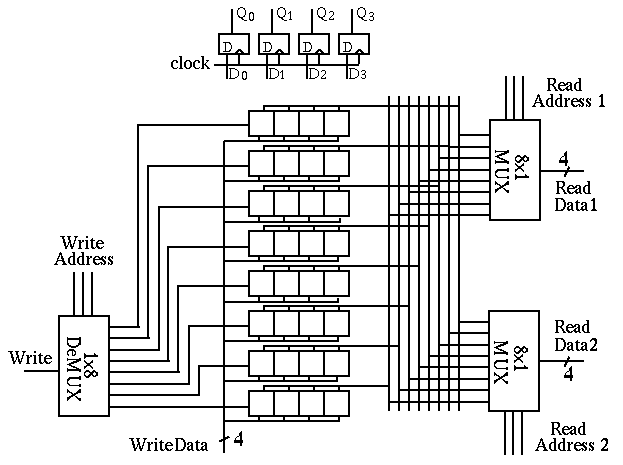 Q0 Q1 Q2 Q3
D D D D
clock
D0 D1 D2 D3
Read
Address 1
8x1
MUX
4
Read
Data1
Write
Address
Write
1x8
DeMUX
WriteData
4
8x1
MUX
Read
Data2
4
Read
Address 2